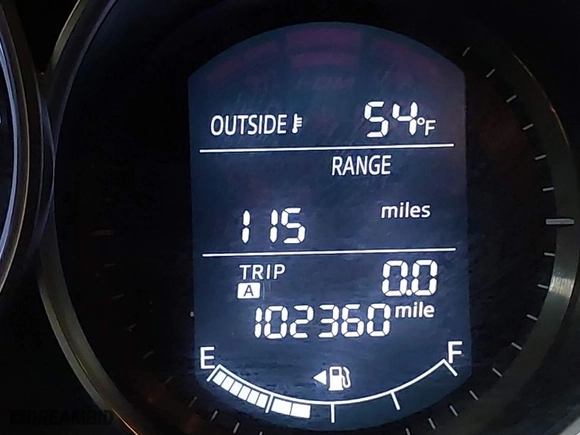 OUTSIDE 54°F
RANGE
115 miles
TRIP A 0.0
102360 mile
E F